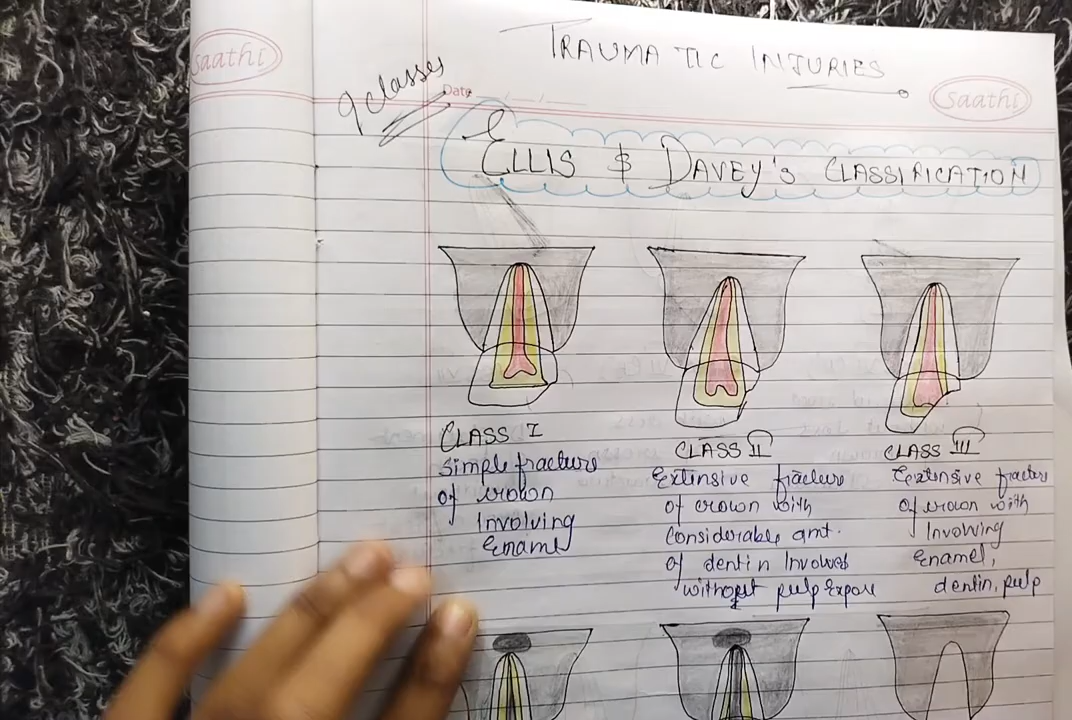 TRAUMATIC INJURIES
saathi
saathi
9 classes
Date
ELLIS & DAVEY'S CLASSIFICATION
CLASS I
simple fracture
of crown
Involving
Enamel
CLASS II
Extensive fracture
of crown with
Considerable amt.
of dentin Involved
without pulp Expose
CLASS III
Extensive fracture
of crown with
Involving
Enamel,
dentin, pulp